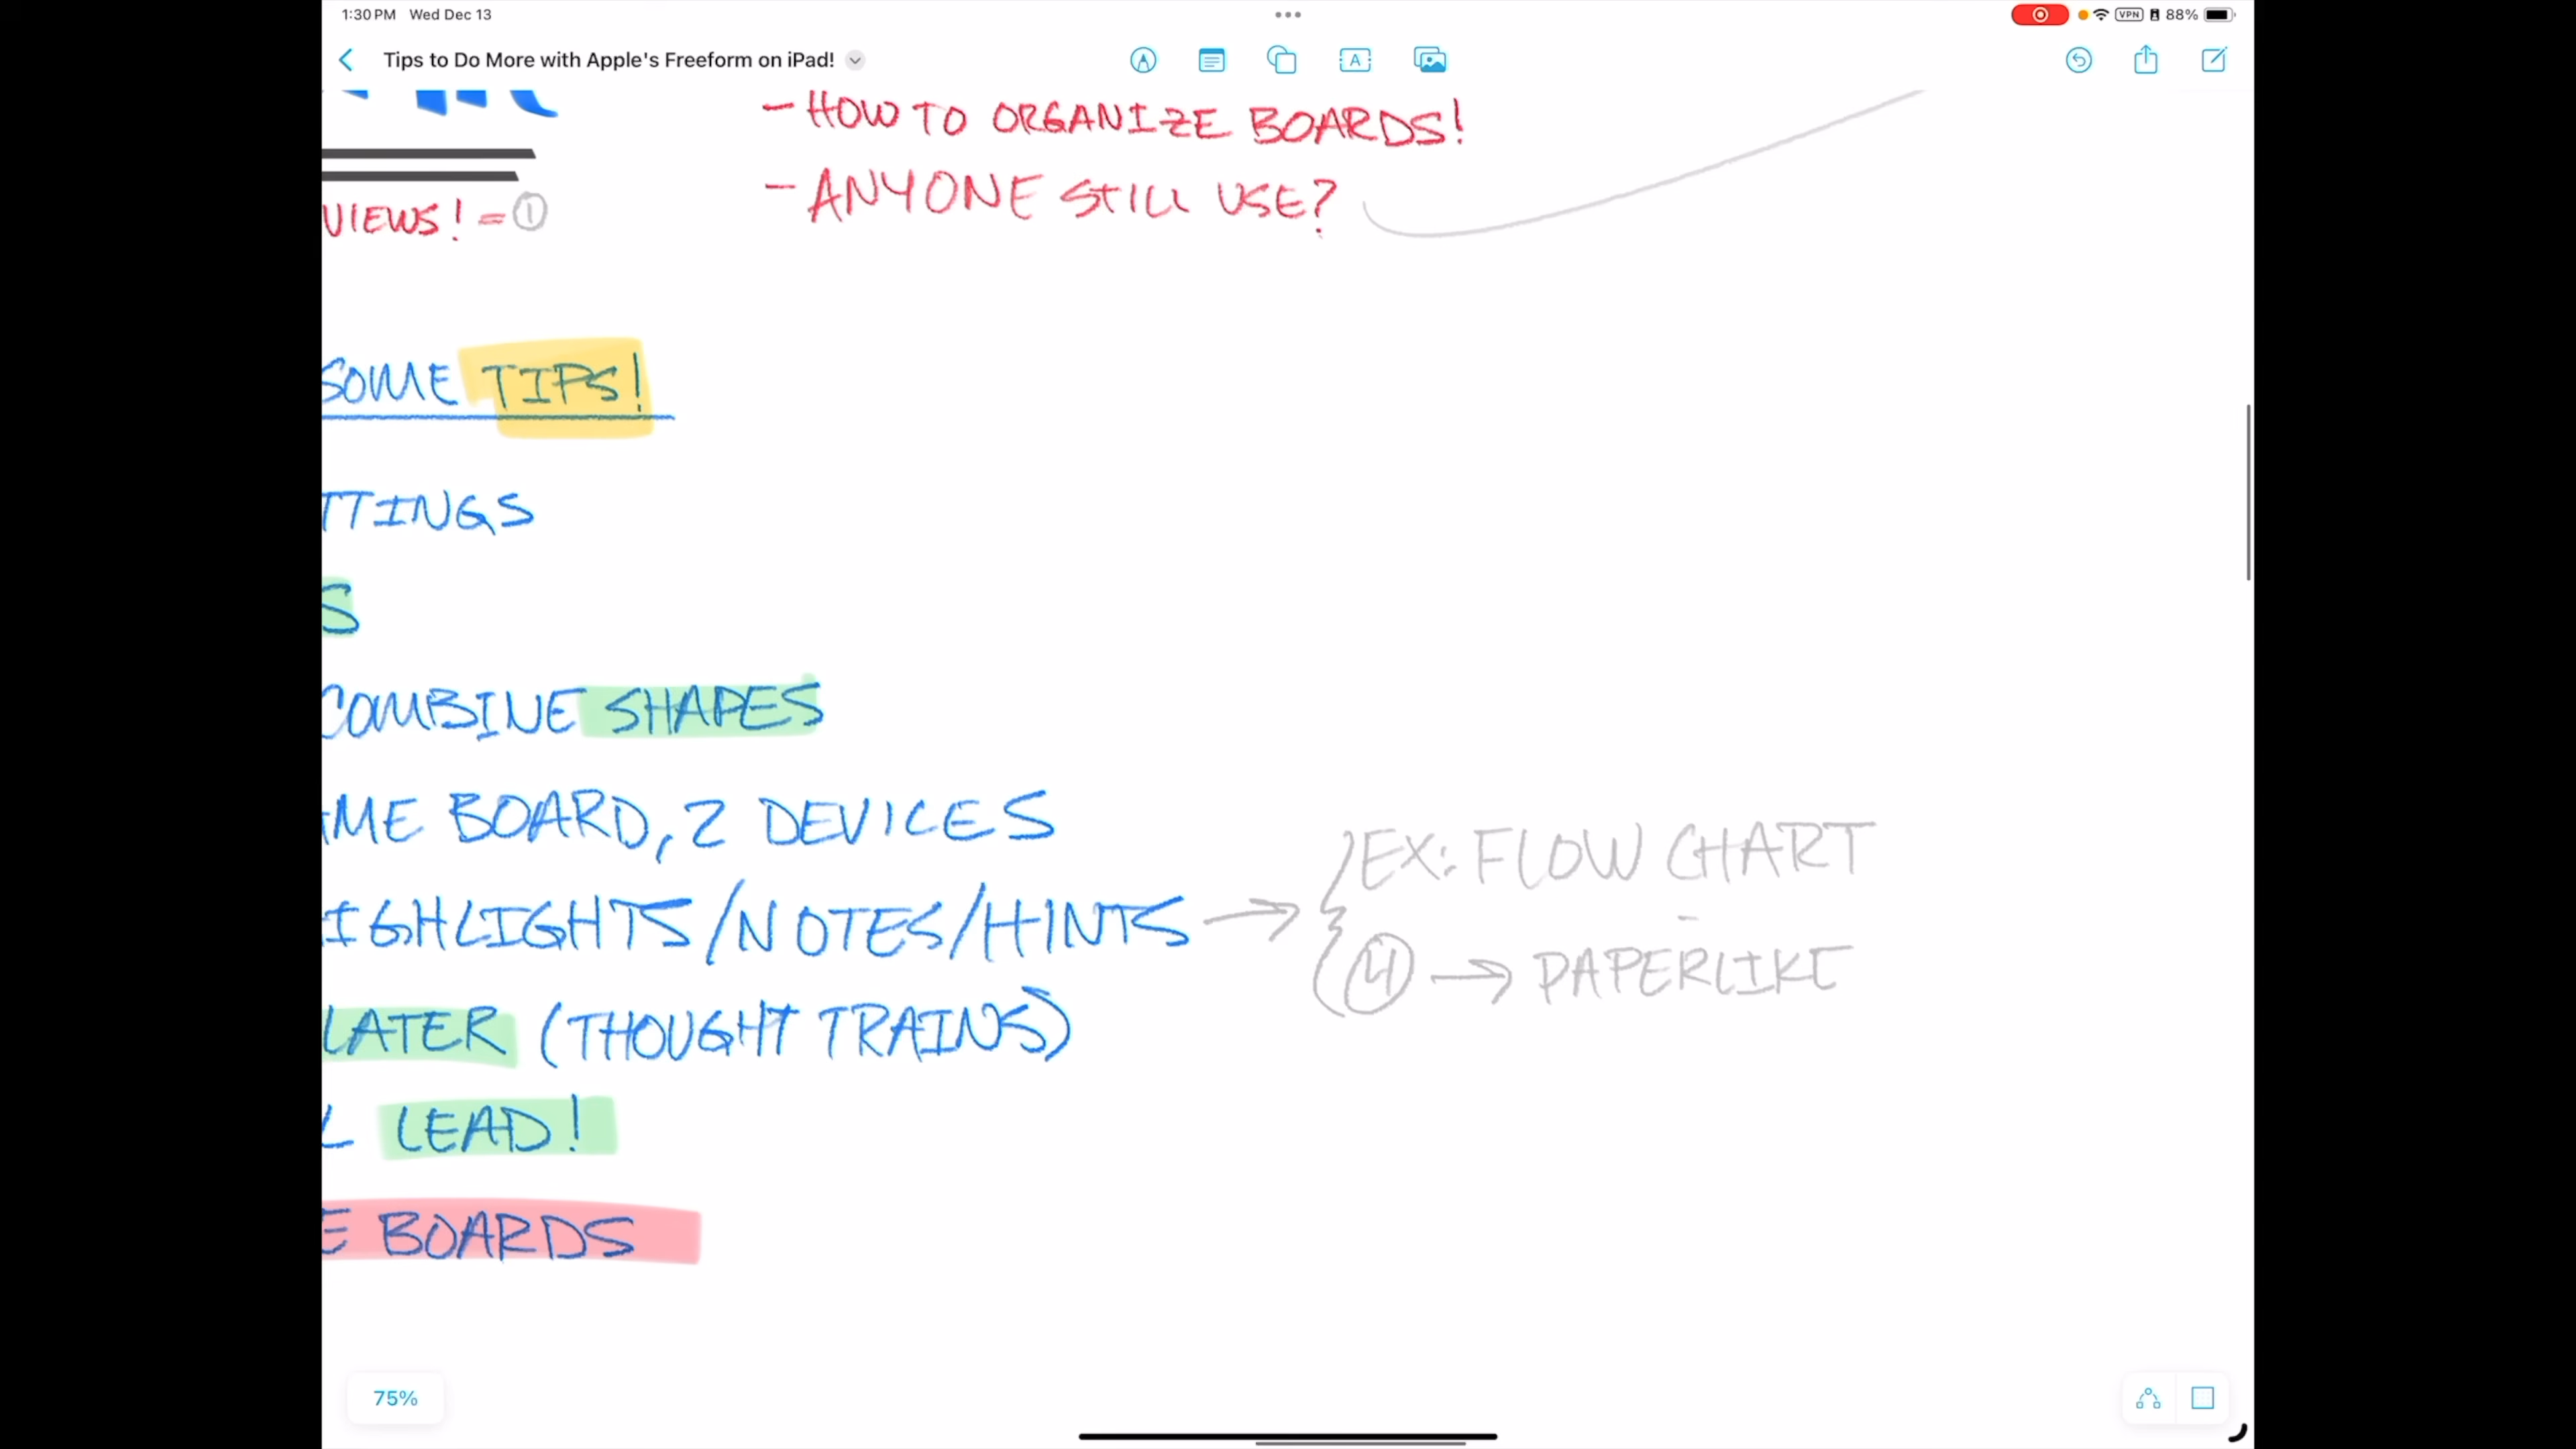 1:30 PM Wed Dec 13
VPN 88%
Tips to Do More with Apple's Freeform on iPad!
A
- HOW TO ORGANIZE BOARDS!
- ANYONE STILL USE?
VIEWS! = 1
SOME TIPS!
TTINGS
S
COMBINE SHAPES
AME BOARD, 2 DEVICES
EX: FLOW CHART
IGHLIGHTS/NOTES/HINTS →
4 → PAPERLIKE
LATER (THOUGHT TRAINS)
L LEAD!
E BOARDS
75%